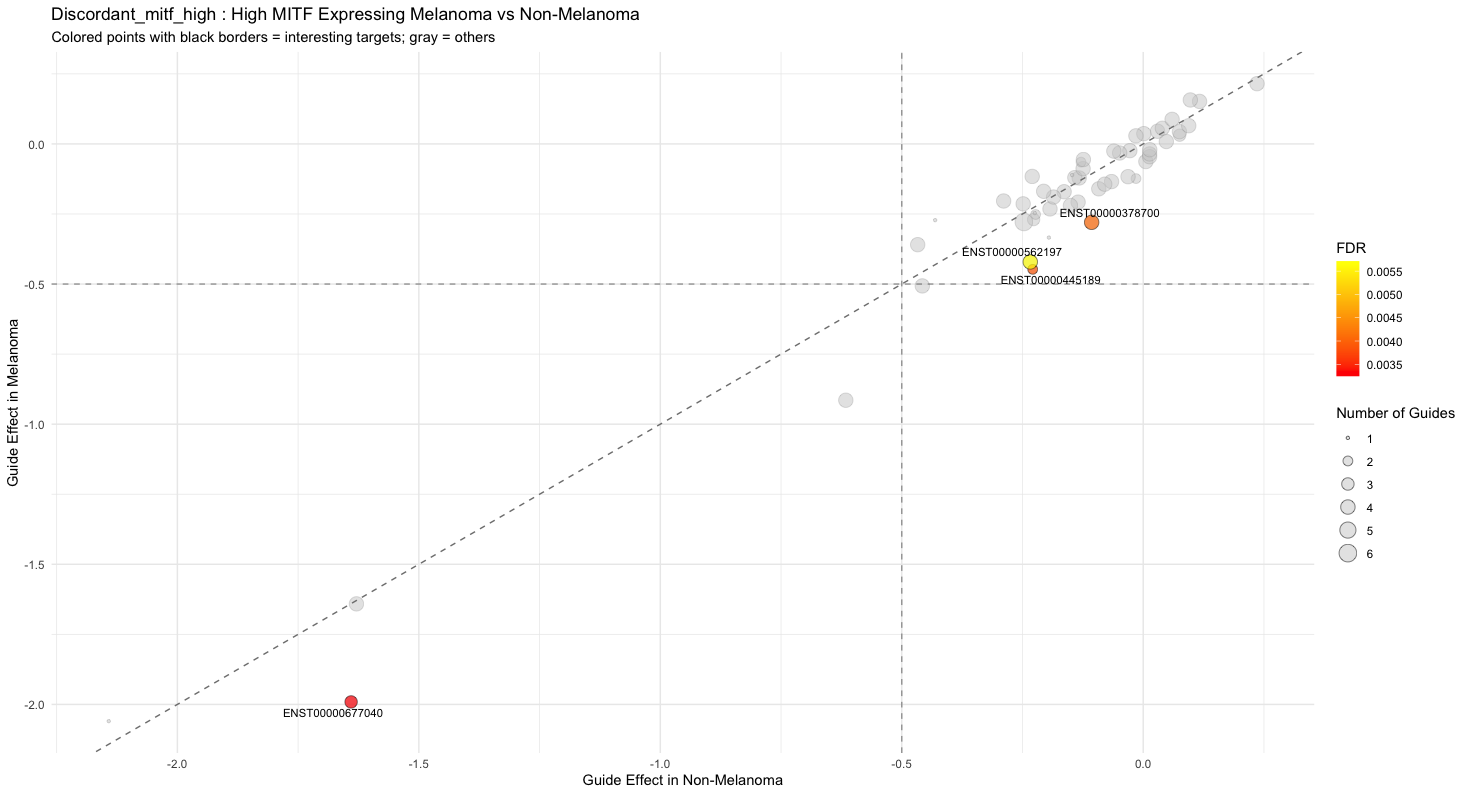 Discordant_mitf_high : High MITF Expressing Melanoma vs Non-Melanoma
Colored points with black borders = interesting targets; gray = others
Guide Effect in Melanoma
0.0
-0.5
-1.0
-1.5
-2.0
ENST00000378700
ENST00000562197
ENST00000445189
ENST00000677040
-2.0
-1.5
-1.0
-0.5
0.0
Guide Effect in Non-Melanoma
FDR
0.0055
0.0050
0.0045
0.0040
0.0035
Number of Guides
1
2
3
4
5
6